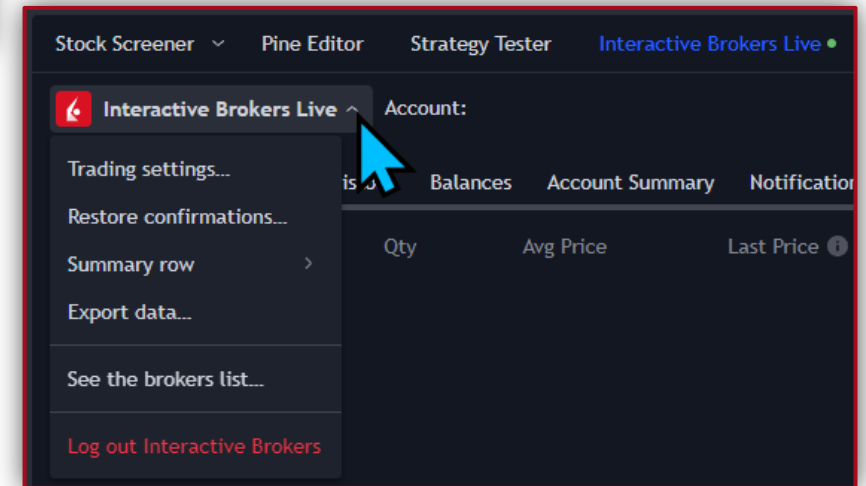 Stock Screener Pine Editor Strategy Tester Interactive Brokers Live
Interactive Brokers Live Account:
Trading settings...
Balances Account Summary Notification
Restore confirmations...
Qty Avg Price Last Price
Summary row
Export data...
See the brokers list...
Log out Interactive Brokers